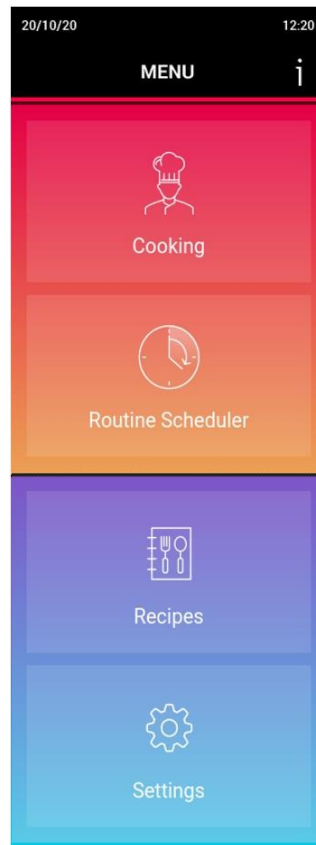 20/10/20 12:20
MENU i
Cooking
Routine Scheduler
Recipes
Settings